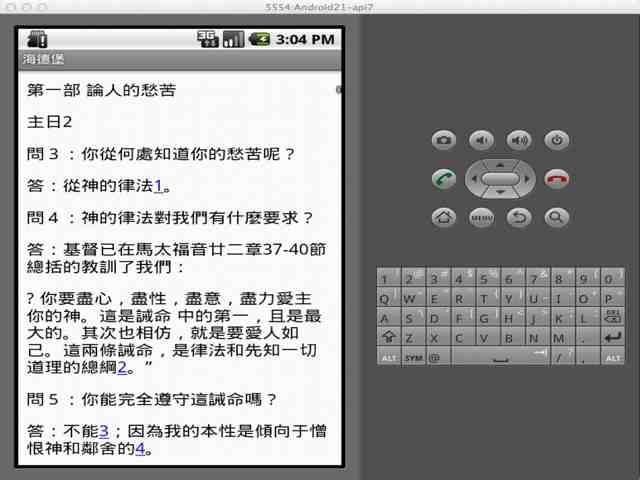 5554:Android21-api7
3G
3:04 PM
海德堡
第一部 論人的愁苦
主日2
問 3 ：你從何處知道你的愁苦呢？
答：從神的律法1。
問 4 ：神的律法對我們有什麼要求？
答：基督已在馬太福音廿二章37-40節
總括的教訓了我們：
? 你要盡心，盡性，盡意，盡力愛主
你的神。這是誡命 中的第一，且是最
大的。其次也相仿，就是要愛人如
己。這兩條誡命，是律法和先知一切
道理的總綱2。”
問 5 ：你能完全遵守這誡命嗎？
答：不能3；因為我的本性是傾向于憎
恨神和鄰舍的4。
MENU
1 2 3 4 5 6 7 8 9 0
Q W E R T Y U I O P
A S D F G H J K L DEL
Z X C V B N M .
ALT SYM @ / , ALT